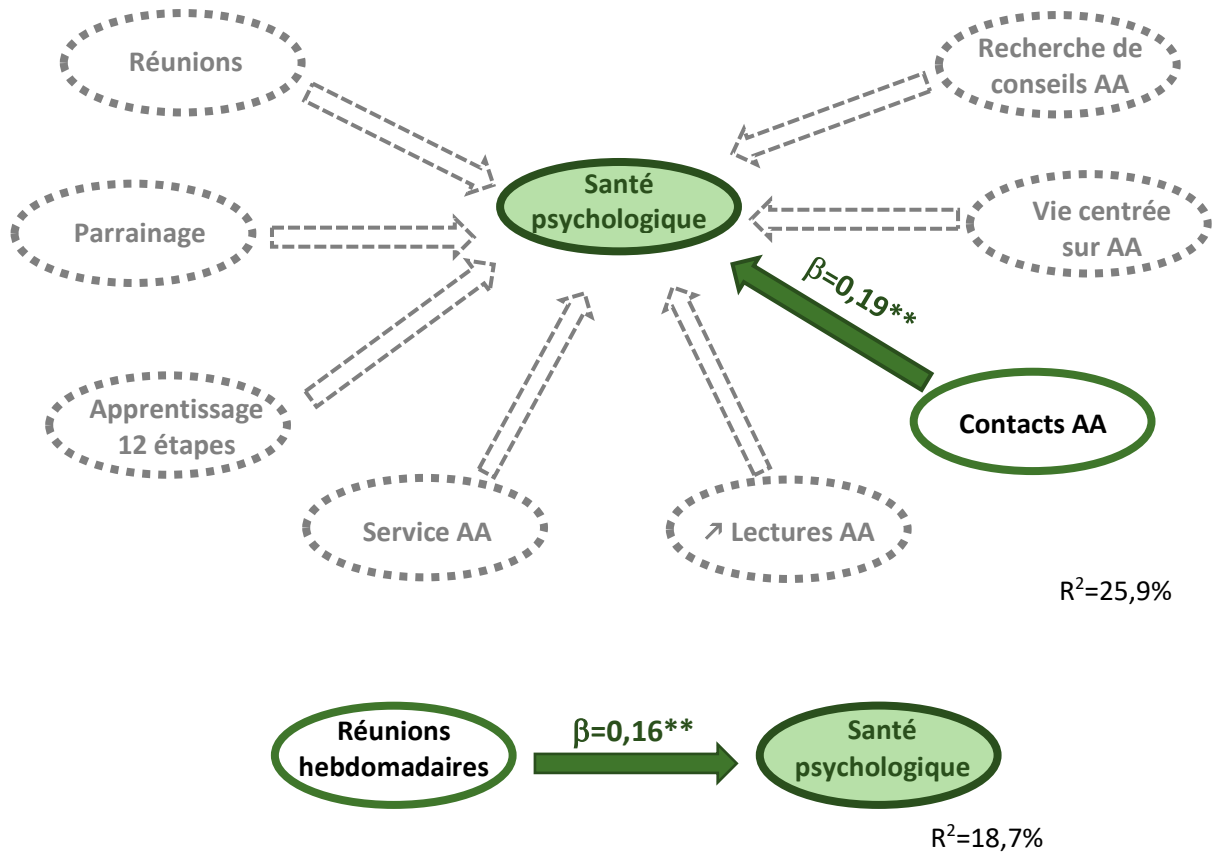 Réunions
Recherche de
conseils AA
Santé
psychologique
Parrainage
Vie centrée
sur AA
β=0,19**
Apprentissage
12 étapes
Contacts AA
Service AA
↗ Lectures AA
R²=25,9%
Réunions
hebdomadaires
β=0,16**
Santé
psychologique
R²=18,7%